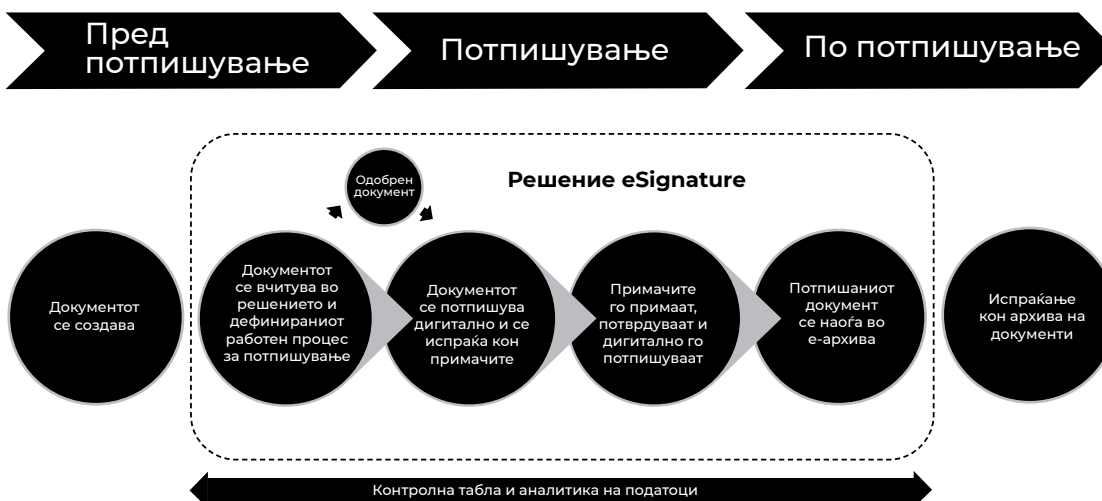 Пред
потпишување
Потпишување
По потпишување
Решение eSignature
Одобрен
документ
Документот
се создава
Документот
се вчитува во
решението и
дефинираниот
работен процес
за потпишување
Документот
се потпишува
дигитално и се
испраќа кон
примачите
Примачите
го примаат,
потврдуваат и
дигитално го
потпишуваат
Потпишаниот
документ
се наоѓа во
е-архива
Испраќање
кон архива на
документи
Контролна табла и аналитика на податоци